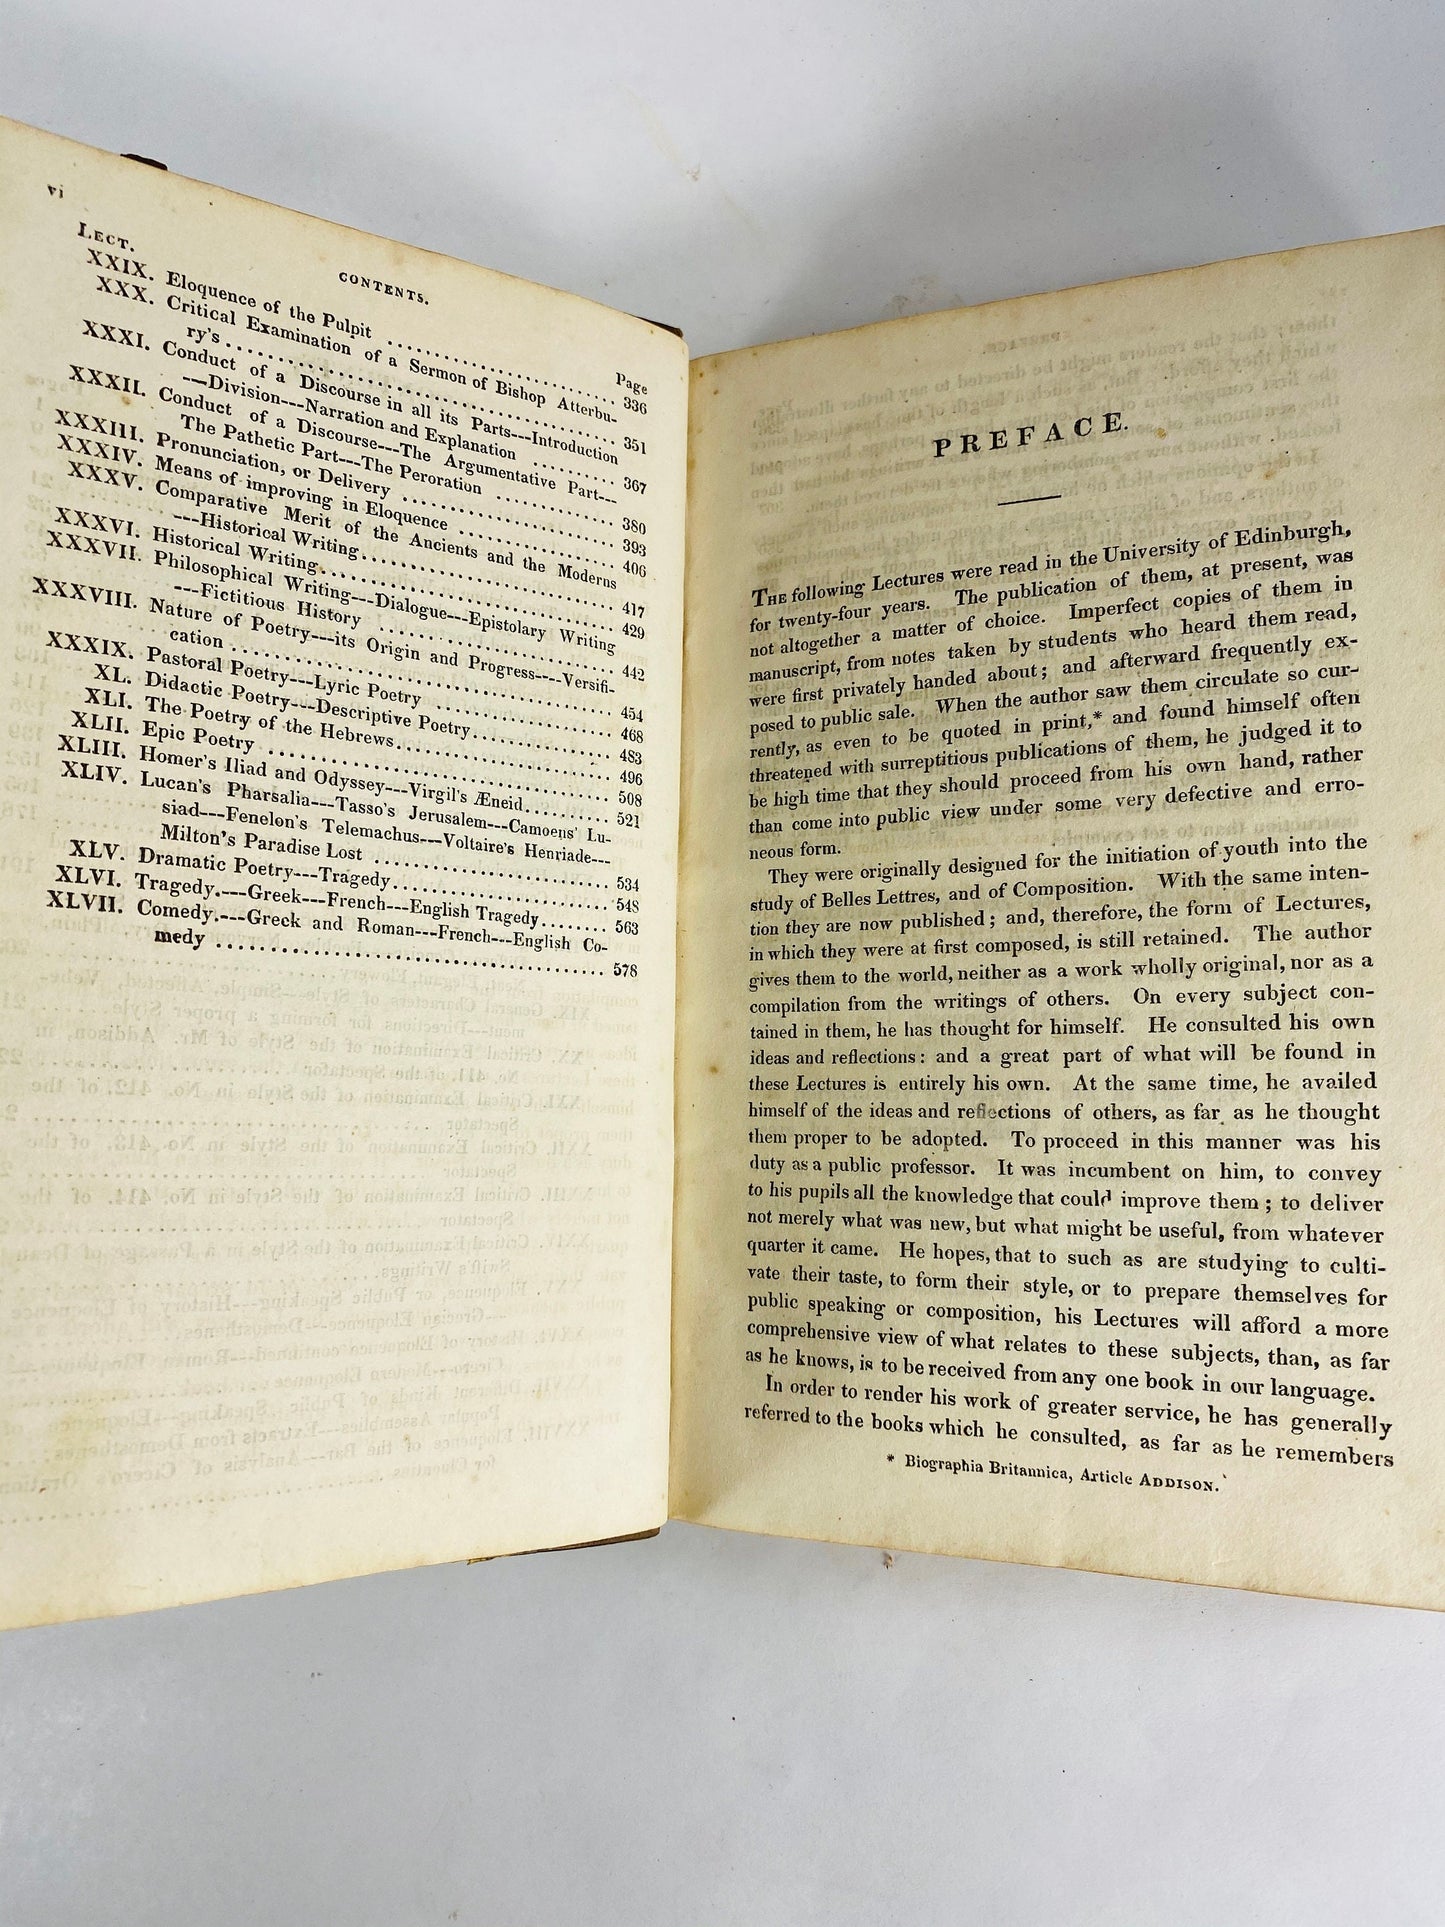 vi
CONTENTS.
LECT.
Page
XXIX. Eloquence of the Pulpit .......... 336
XXX. Critical Examination of a Sermon of Bishop Atterbu-
ry's .......... 351
XXXI. Conduct of a Discourse in all its Parts---Introduction
---Division---Narration and Explanation .......... 367
XXXII. Conduct of a Discourse---The Argumentative Part---
The Pathetic Part---The Peroration .......... 380
XXXIII. Pronunciation, or Delivery .......... 393
XXXIV. Means of improving in Eloquence .......... 406
XXXV. Comparative Merit of the Ancients and the Moderns
---Historical Writing .......... 417
XXXVI. Historical Writing .......... 429
XXXVII. Philosophical Writing---Dialogue---Epistolary Writing
---Fictitious History .......... 442
XXXVIII. Nature of Poetry---its Origin and Progress----Versifi-
cation .......... 454
XXXIX. Pastoral Poetry---Lyric Poetry .......... 468
XL. Didactic Poetry---Descriptive Poetry .......... 483
XLI. The Poetry of the Hebrews .......... 496
XLII. Epic Poetry .......... 508
XLIII. Homer's Iliad and Odyssey---Virgil's Æneid .......... 521
XLIV. Lucan's Pharsalia---Tasso's Jerusalem---Camoens' Lu-
siad---Fenelon's Telemachus---Voltaire's Henriade---
Milton's Paradise Lost .......... 534
XLV. Dramatic Poetry---Tragedy .......... 548
XLVI. Tragedy.---Greek---French---English Tragedy .......... 563
XLVII. Comedy.---Greek and Roman---French---English Co-
medy .......... 578
PREFACE.
THE following Lectures were read in the University of Edinburgh,
for twenty-four years. The publication of them, at present, was
not altogether a matter of choice. Imperfect copies of them in
manuscript, from notes taken by students who heard them read,
were first privately handed about; and afterward frequently ex-
posed to public sale. When the author saw them circulate so cur-
rently, as even to be quoted in print,* and found himself often
threatened with surreptitious publications of them, he judged it to
be high time that they should proceed from his own hand, rather
than come into public view under some very defective and erro-
neous form.
They were originally designed for the initiation of youth into the
study of Belles Lettres, and of Composition. With the same inten-
tion they are now published; and, therefore, the form of Lectures,
in which they were at first composed, is still retained. The author
gives them to the world, neither as a work wholly original, nor as a
compilation from the writings of others. On every subject con-
tained in them, he has thought for himself. He consulted his own
ideas and reflections: and a great part of what will be found in
these Lectures is entirely his own. At the same time, he availed
himself of the ideas and reflections of others, as far as he thought
them proper to be adopted. To proceed in this manner was his
duty as a public professor. It was incumbent on him, to convey
to his pupils all the knowledge that could improve them; to deliver
not merely what was new, but what might be useful, from whatever
quarter it came. He hopes, that to such as are studying to culti-
vate their taste, to form their style, or to prepare themselves for
public speaking or composition, his Lectures will afford a more
comprehensive view of what relates to these subjects, than, as far
as he knows, is to be received from any one book in our language.
In order to render his work of greater service, he has generally
referred to the books which he consulted, as far as he remembers
* Biographia Britannica, Article ADDISON.